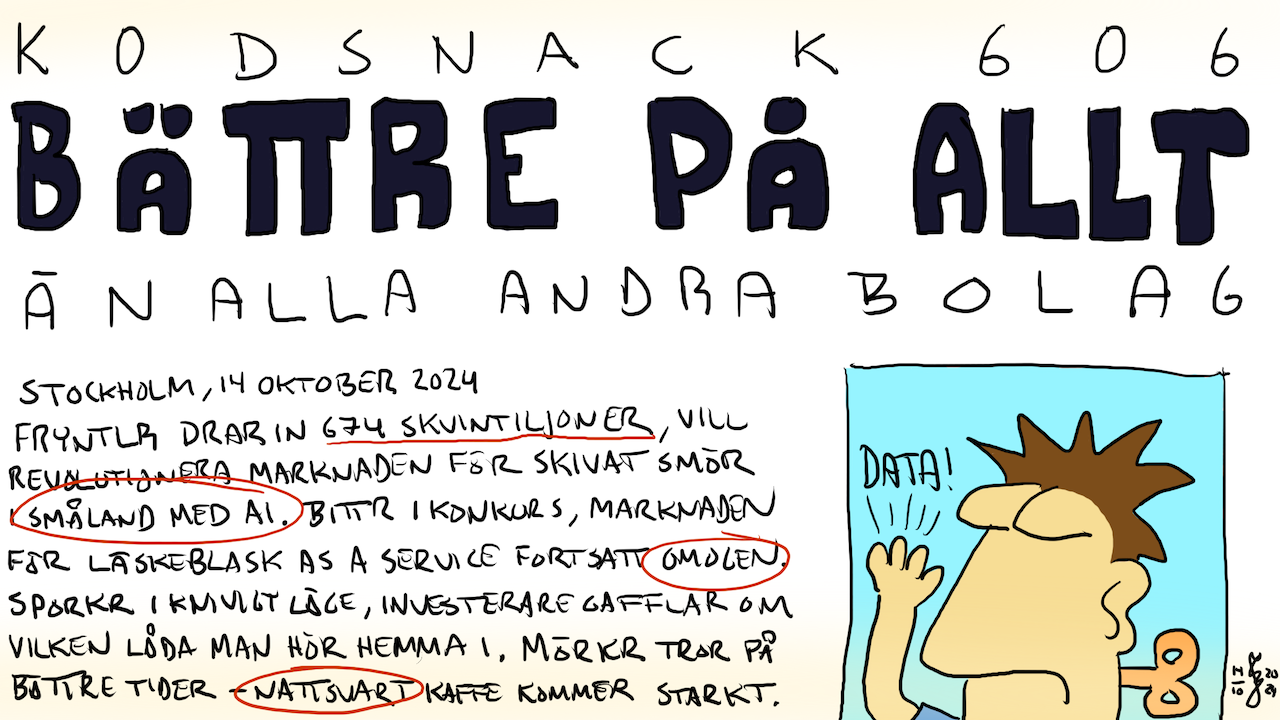 KODSNACK 606
BÄTTRE PÅ ALLT
ÄN ALLA ANDRA BOLAG
STOCKHOLM, 14 OKTOBER 2024
FRYNTLR DRAR IN 674 SKVINTILJONER, VILL
REVOLUTIONERA MARKNADEN FÖR SKIVAT SMÖR
I SMÅLAND MED AI. BITTR I KONKURS, MARKNADEN
FÖR LÄSKEBLASK AS A SERVICE FORTSATT OMOGEN.
SPORKR I KNIVIGT LÄGE, INVESTERARE GAFFLAR OM
VILKEN LÅDA MAN HÖR HEMMA I. MÖRKR TROR PÅ
BÄTTRE TIDER – NATTSVART KAFFE KOMMER STARKT.
DATA!
14
10
20
24